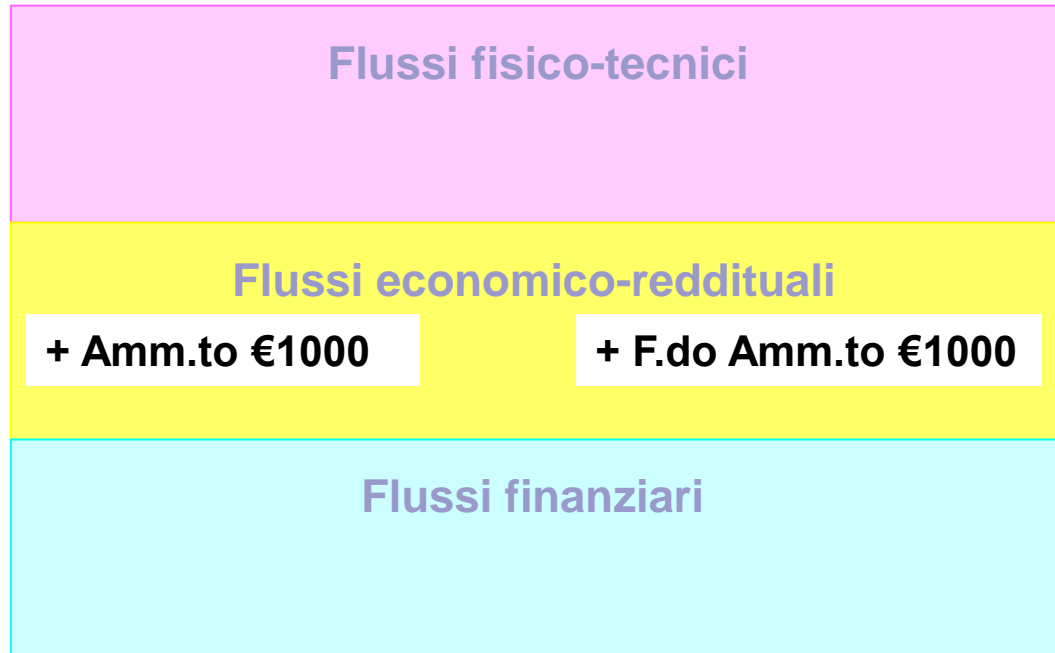 Flussi fisico-tecnici
Flussi economico-reddituali
+ Amm.to €1000
+ F.do Amm.to €1000
Flussi finanziari